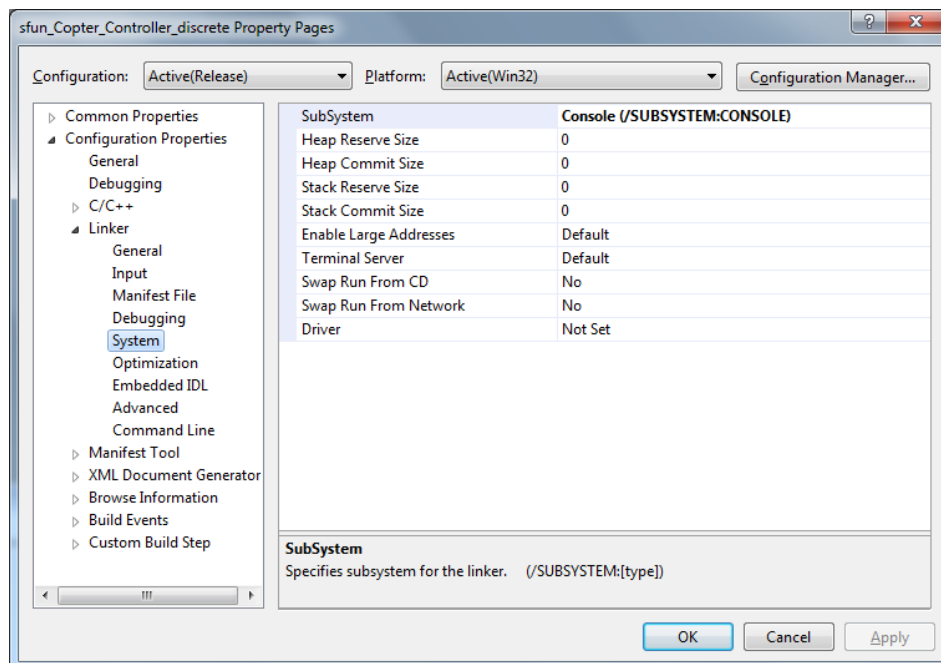 sfun_Copter_Controller_discrete Property Pages
?
X
Configuration:
Active(Release)
Platform:
Active(Win32)
Configuration Manager...
Common Properties
Configuration Properties
General
Debugging
C/C++
Linker
General
Input
Manifest File
Debugging
System
Optimization
Embedded IDL
Advanced
Command Line
Manifest Tool
XML Document Generator
Browse Information
Build Events
Custom Build Step
SubSystem Console (/SUBSYSTEM:CONSOLE)
Heap Reserve Size 0
Heap Commit Size 0
Stack Reserve Size 0
Stack Commit Size 0
Enable Large Addresses Default
Terminal Server Default
Swap Run From CD No
Swap Run From Network No
Driver Not Set
SubSystem
Specifies subsystem for the linker. (/SUBSYSTEM:[type])
OK
Cancel
Apply